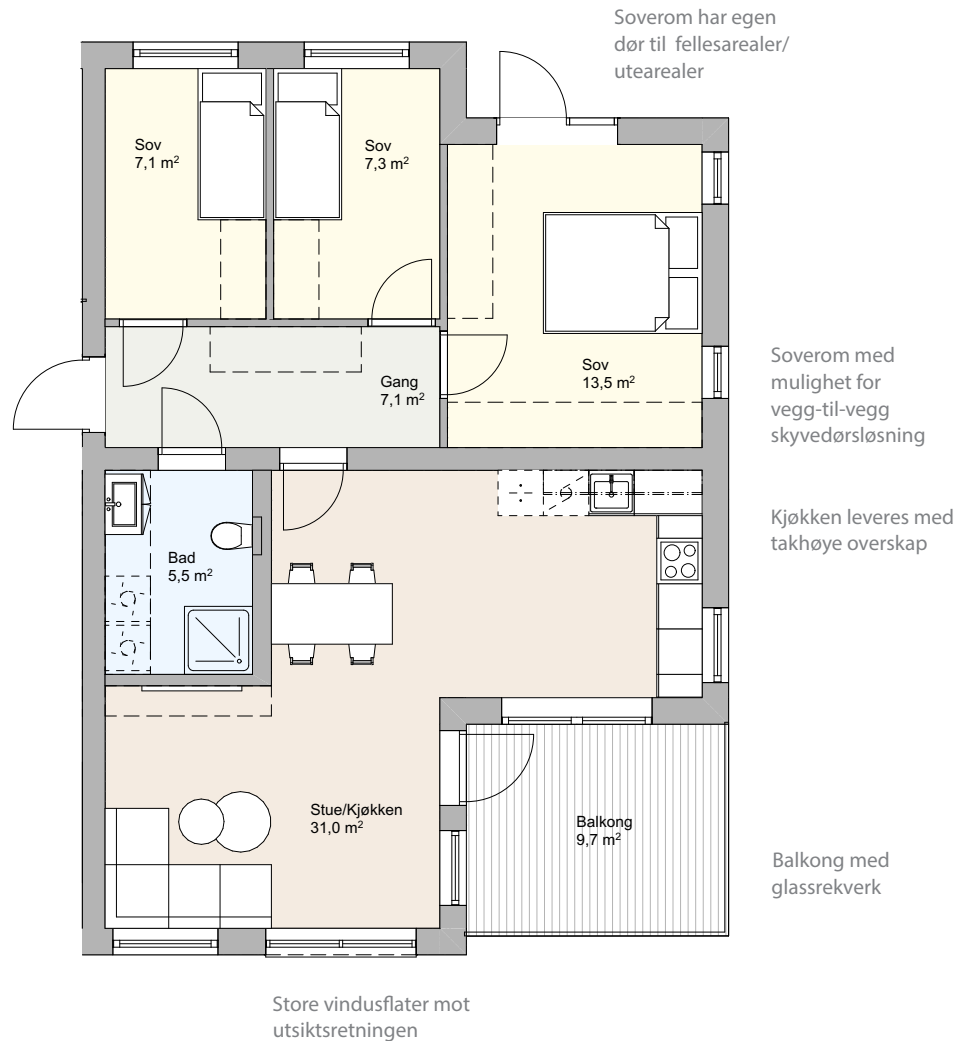 Soverom har egen
dør til fellesarealer/
utearealer
Sov
7,1 m²
Sov
7,3 m²
Sov
13,5 m²
Gang
7,1 m²
Soverom med
mulighet for
vegg-til-vegg
skyvedørsløsning
Kjøkken leveres med
takhøye overskap
Bad
5,5 m²
Stue/Kjøkken
31,0 m²
Balkong
9,7 m²
Balkong med
glassrekverk
Store vindusflater mot
utsiktsretningen